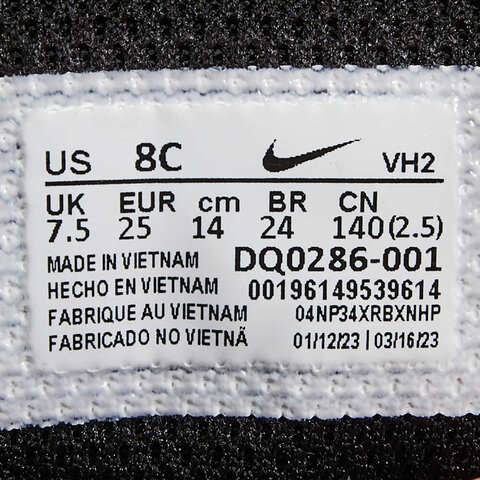 US 8C VH2
UK EUR cm BR CN
7.5 25 14 24 140(2.5)
MADE IN VIETNAM DQ0286-001
HECHO EN VIETNAM 00196149539614
FABRIQUE AU VIETNAM 04NP34XRBXNHP
FABRICADO NO VIETNÃ 01/12/23 | 03/16/23